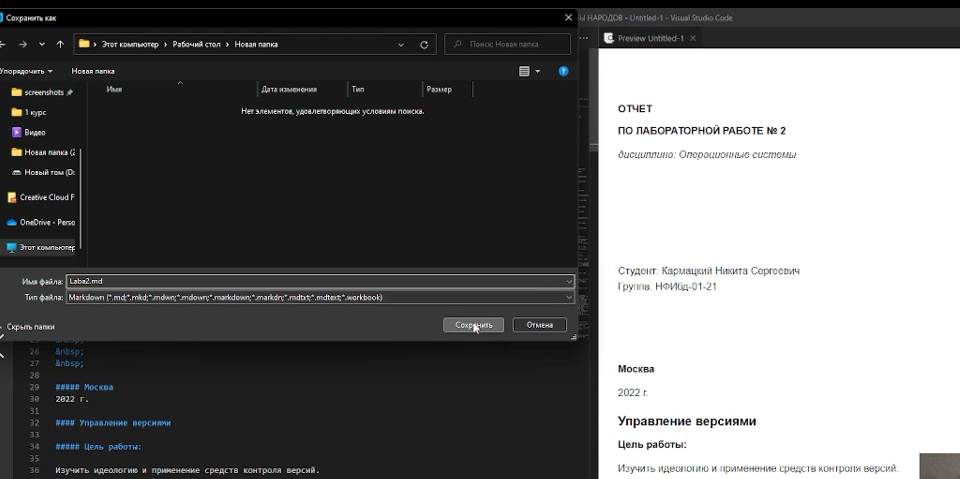 Сохранить как
Ы НАРОДОВ • Untitled-1 - Visual Studio Code
Этот компьютер › Рабочий стол › Новая папка
Поиск: Новая папка
Упорядочить
Новая папка
Имя
Дата изменения
Тип
Размер
Нет элементов, удовлетворяющих условиям поиска.
screenshots
1 курс
Видео
Новая папка (2
Новый том (D:
Creative Cloud F
OneDrive - Perso
Этот компьютер
Имя файла: Laba2.md
Тип файла: Markdown (*.md;*.mkd;*.mdwn;*.mdown;*.markdown;*.markdn;*.mdtxt;*.mdtext;*.workbook)
Скрыть папки
Сохранить
Отмена
26 &nbsp;
27 &nbsp;
28
29 ##### Москва
30 2022 г.
31
32 #### Управление версиями
33
34 ##### Цель работы:
35
36 Изучить идеологию и применение средств контроля версий.
Preview Untitled-1
ОТЧЕТ
ПО ЛАБОРАТОРНОЙ РАБОТЕ № 2
дисциплина: Операционные системы
Студент: Кармацкий Никита Сергеевич
Группа: НФИбд-01-21
Москва
2022 г.
Управление версиями
Цель работы:
Изучить идеологию и применение средств контроля версий.